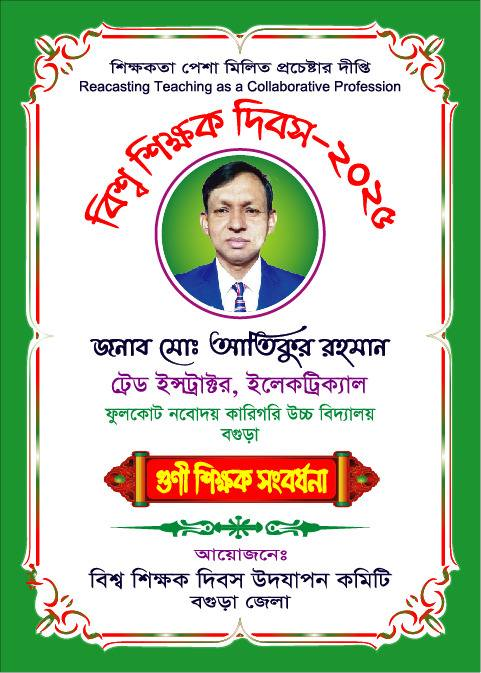 শিক্ষকতা পেশা মিলিত প্রচেষ্টার দীপ্তি
Reacasting Teaching as a Collaborative Profession
বিশ্ব শিক্ষক দিবস-২০২৫
জনাব মোঃ আতিকুর রহমান
ট্রেড ইন্সট্রাক্টর, ইলেকট্রিক্যাল
ফুলকোট নবোদয় কারিগরি উচ্চ বিদ্যালয়
বগুড়া
গুণী শিক্ষক সংবর্ধনা
আয়োজনেঃ
বিশ্ব শিক্ষক দিবস উদযাপন কমিটি
বগুড়া জেলা